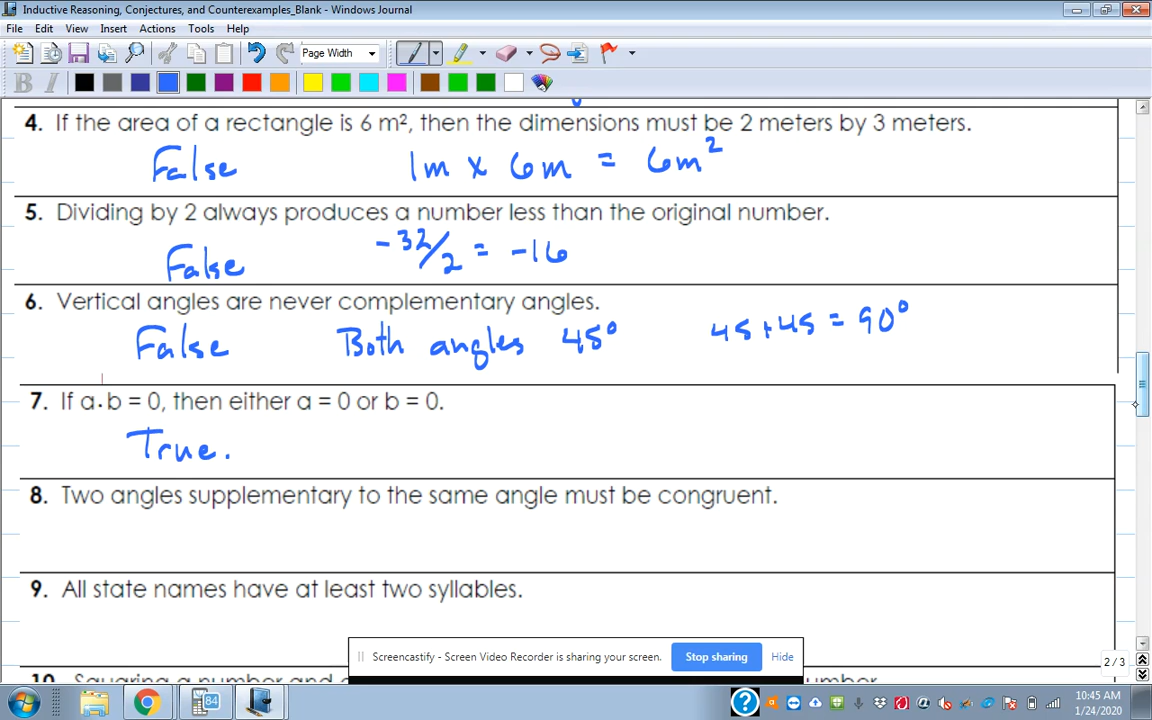 Inductive Reasoning, Conjectures, and Counterexamples_Blank - Windows Journal
File Edit View Insert Actions Tools Help
Page Width
B I
4. If the area of a rectangle is 6 m², then the dimensions must be 2 meters by 3 meters.
False 1m x 6m = 6m²
5. Dividing by 2 always produces a number less than the original number.
False -32/2 = -16
6. Vertical angles are never complementary angles.
False Both angles 45° 45+45 = 90°
7. If a·b = 0, then either a = 0 or b = 0.
True.
8. Two angles supplementary to the same angle must be congruent.
9. All state names have at least two syllables.
Screencastify - Screen Video Recorder is sharing your screen. Stop sharing Hide
2 / 3
10. Squaring a number and
84
10:45 AM
1/24/2020